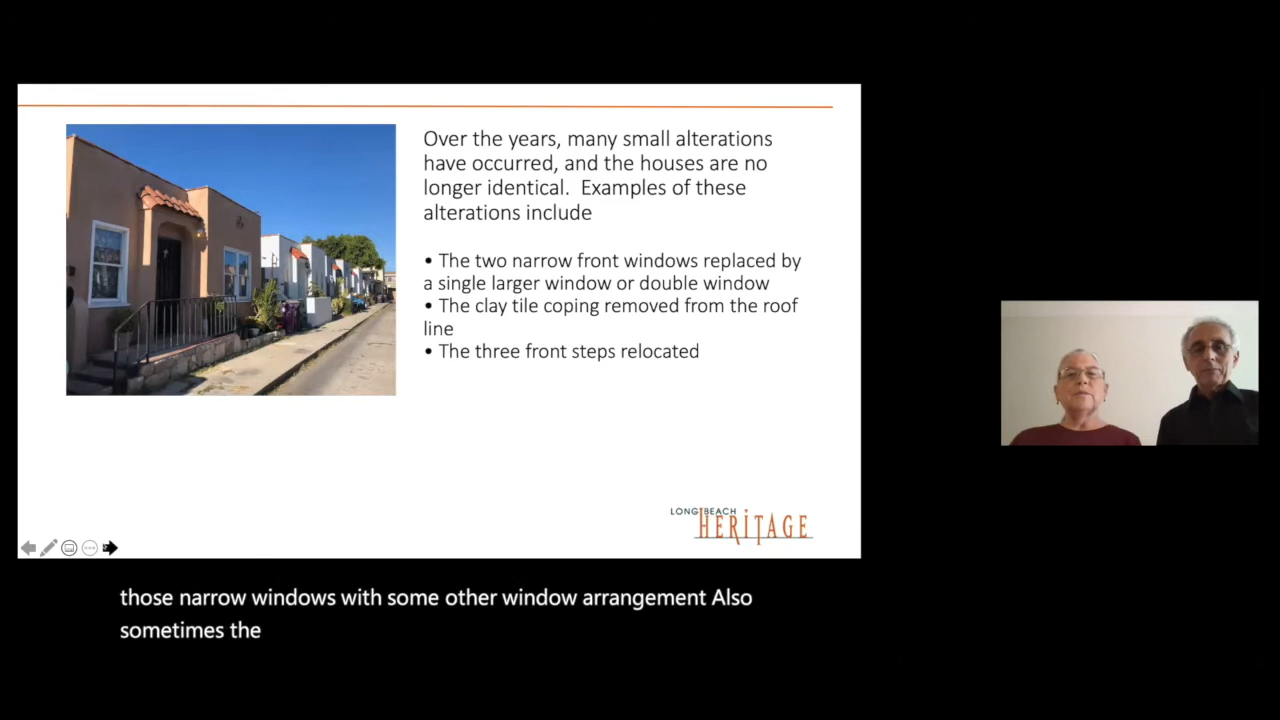 Over the years, many small alterations
have occurred, and the houses are no
longer identical.  Examples of these
alterations include
• The two narrow front windows replaced by
a single larger window or double window
• The clay tile coping removed from the roof
line
• The three front steps relocated
LONG BEACH
HERITAGE
those narrow windows with some other window arrangement Also
sometimes the